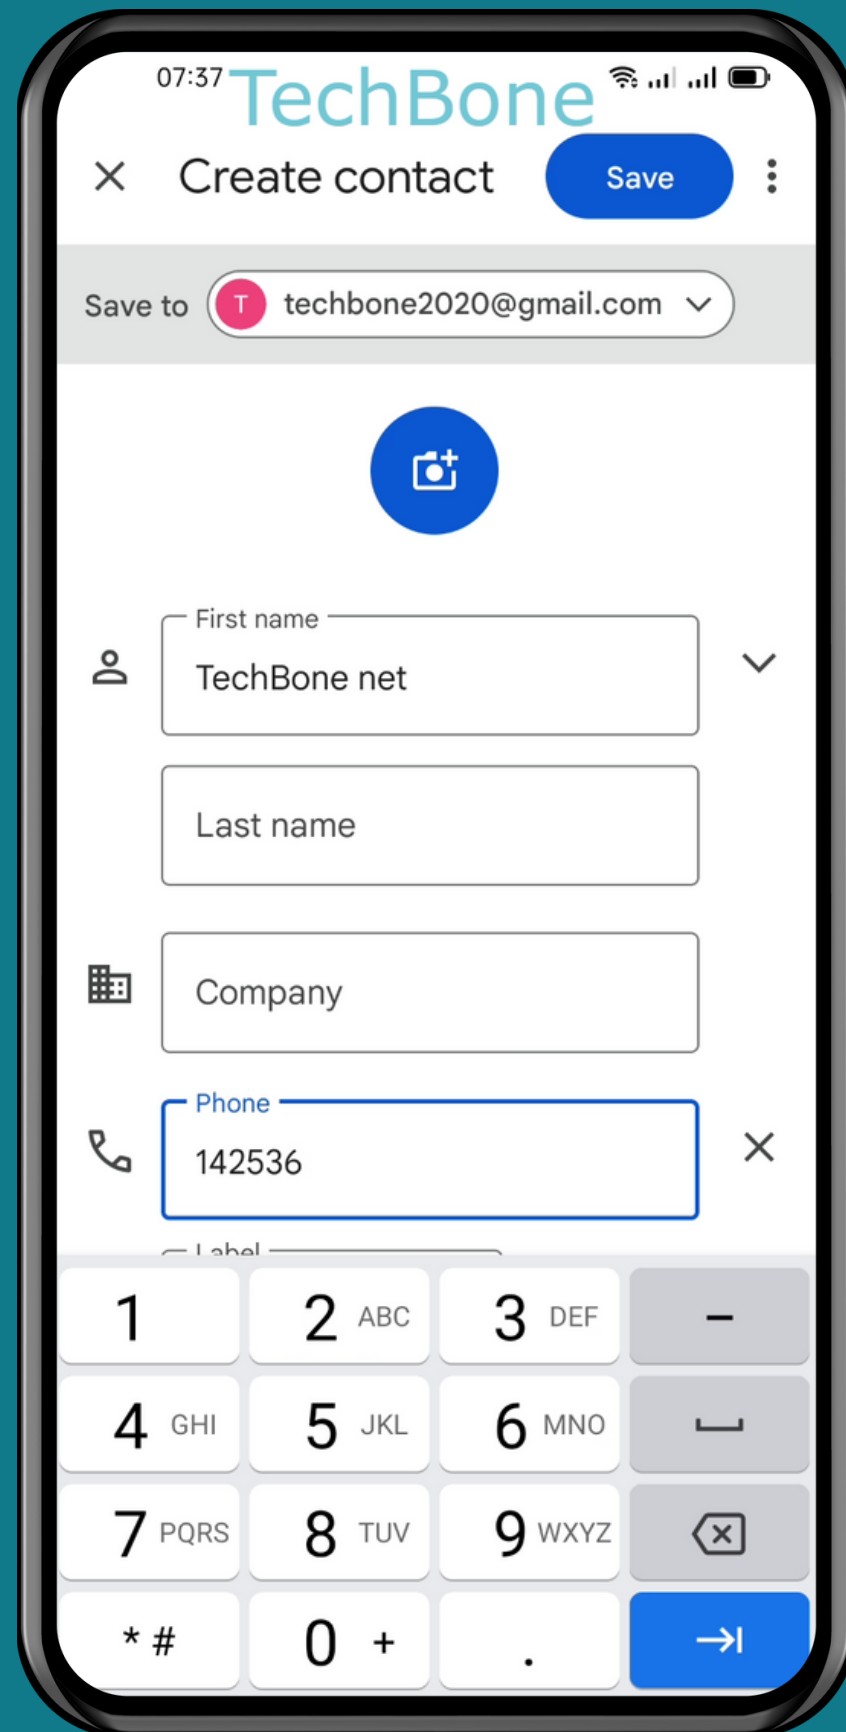 07:37
TechBone
Create contact
Save
Save to
T
techbone2020@gmail.com
First name
TechBone net
Last name
Company
Phone
142536
Label
1
2 ABC
3 DEF
-
4 GHI
5 JKL
6 MNO
7 PQRS
8 TUV
9 WXYZ
* #
0 +
.